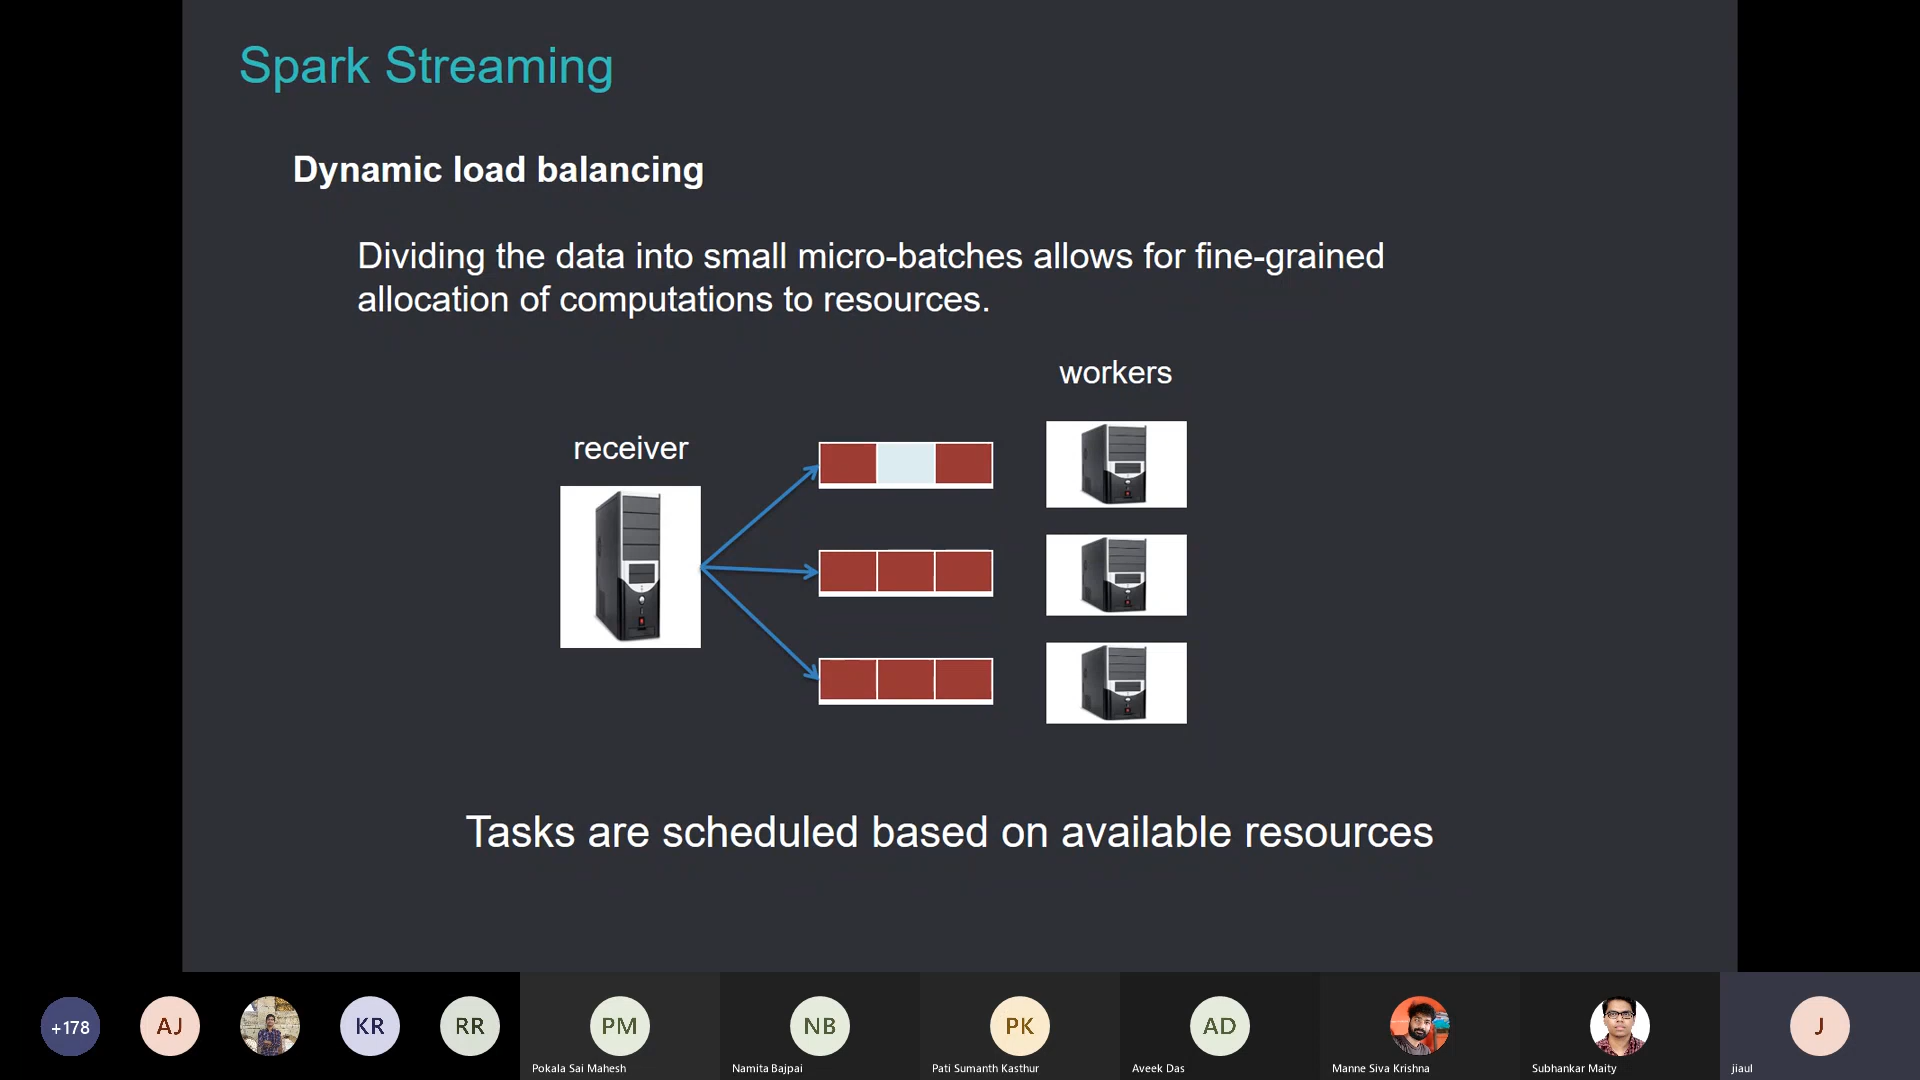 Spark Streaming
Dynamic load balancing
Dividing the data into small micro-batches allows for fine-grained
allocation of computations to resources.
workers
receiver
Tasks are scheduled based on available resources
+178
AJ
KR
RR
PM
NB
PK
AD
J
Pokala Sai Mahesh
Namita Bajpai
Pati Sumanth Kasthur
Aveek Das
Manne Siva Krishna
Subhankar Maity
jiaul